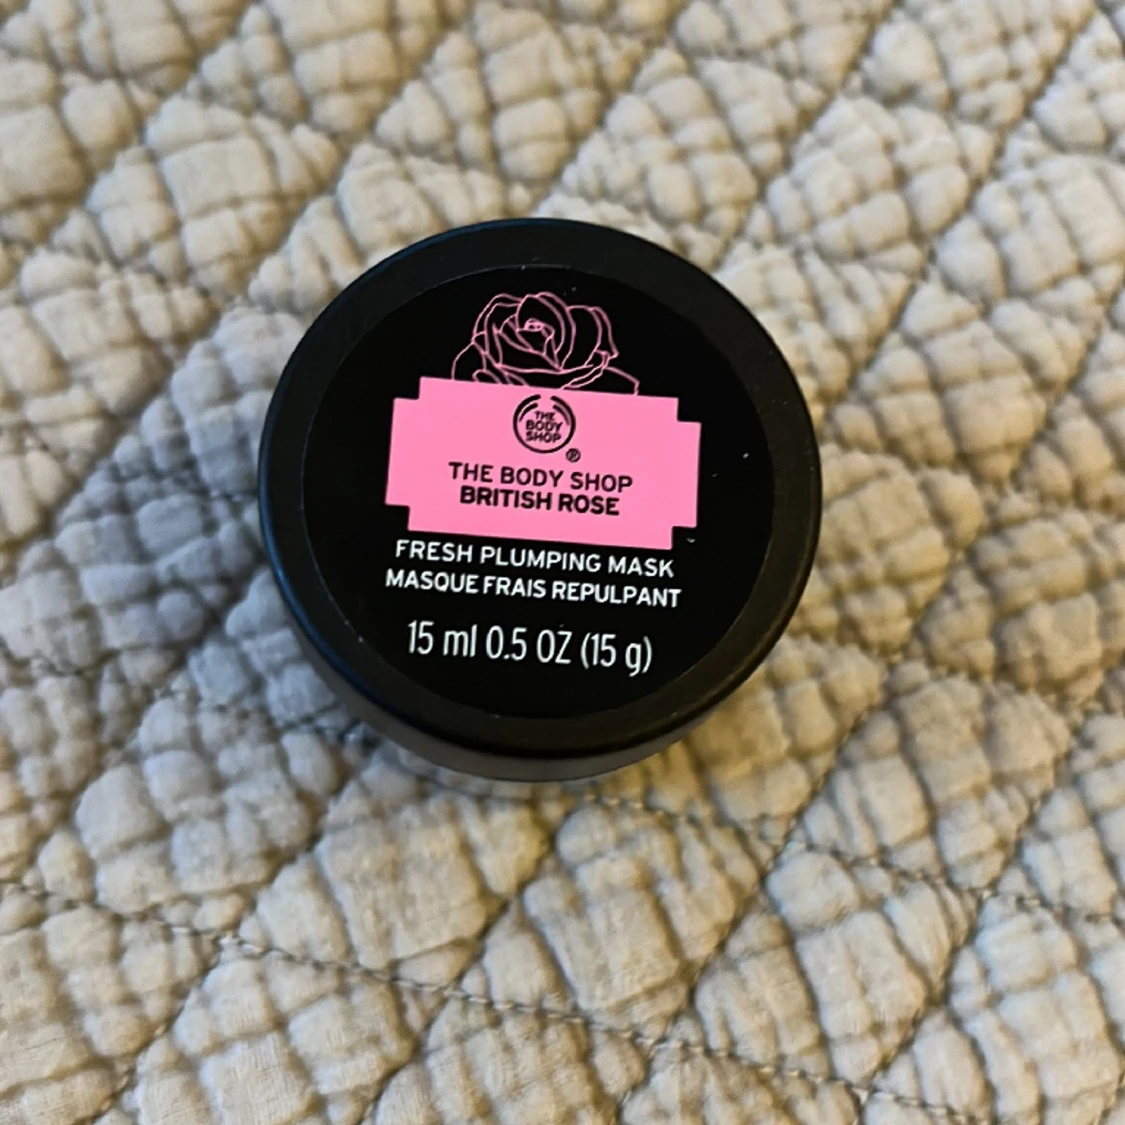 THE
BODY
SHOP
®
THE BODY SHOP
BRITISH ROSE
FRESH PLUMPING MASK
MASQUE FRAIS REPULPANT
15 ml 0.5 OZ (15 g)